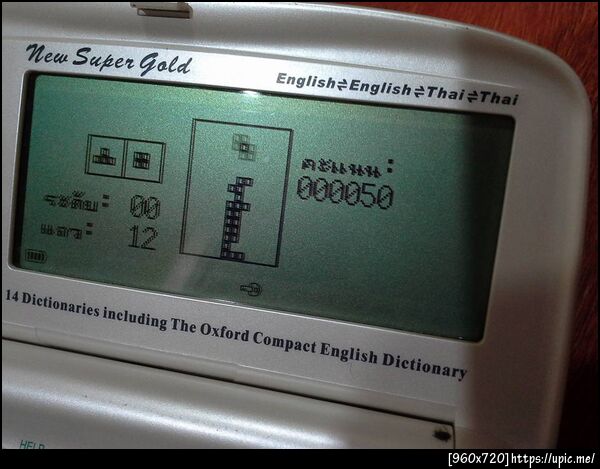 New Super Gold
English⇌English⇌Thai⇌Thai
คะแนน:
000050
ระดับ: 00
แถว: 12
14 Dictionaries including The Oxford Compact English Dictionary
HELP
[960x720]https://upic.me/